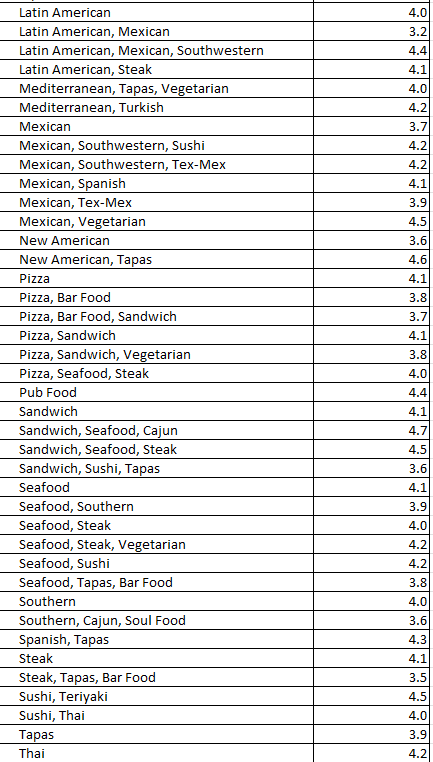 Latin American 4.0
Latin American, Mexican 3.2
Latin American, Mexican, Southwestern 4.4
Latin American, Steak 4.1
Mediterranean, Tapas, Vegetarian 4.0
Mediterranean, Turkish 4.2
Mexican 3.7
Mexican, Southwestern, Sushi 4.2
Mexican, Southwestern, Tex-Mex 4.2
Mexican, Spanish 4.1
Mexican, Tex-Mex 3.9
Mexican, Vegetarian 4.5
New American 3.6
New American, Tapas 4.6
Pizza 4.1
Pizza, Bar Food 3.8
Pizza, Bar Food, Sandwich 3.7
Pizza, Sandwich 4.1
Pizza, Sandwich, Vegetarian 3.8
Pizza, Seafood, Steak 4.0
Pub Food 4.4
Sandwich 4.1
Sandwich, Seafood, Cajun 4.7
Sandwich, Seafood, Steak 4.5
Sandwich, Sushi, Tapas 3.6
Seafood 4.1
Seafood, Southern 3.9
Seafood, Steak 4.0
Seafood, Steak, Vegetarian 4.2
Seafood, Sushi 4.2
Seafood, Tapas, Bar Food 3.8
Southern 4.0
Southern, Cajun, Soul Food 3.6
Spanish, Tapas 4.3
Steak 4.1
Steak, Tapas, Bar Food 3.5
Sushi, Teriyaki 4.5
Sushi, Thai 4.0
Tapas 3.9
Thai 4.2